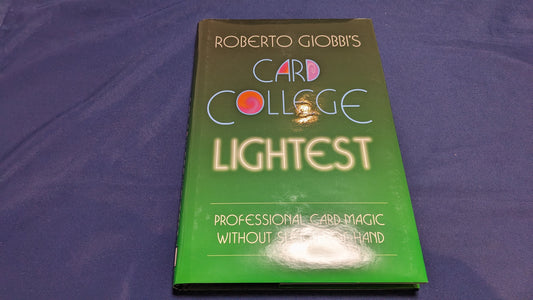 ROBERTO GIOBBI'S
CARD
COLLEGE
LIGHTEST
PROFESSIONAL CARD MAGIC
WITHOUT HAND